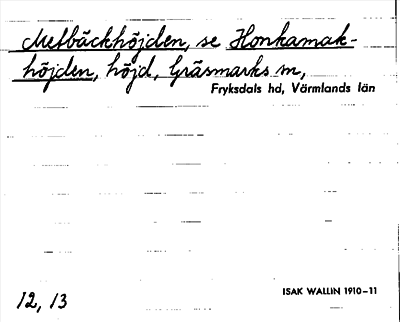 Metbäckhöjden, se Honkamak-
höjden, höjd, Gräsmarks sn,
Fryksdals hd, Värmlands län
12, 13
ISAK WALLIN 1910-11